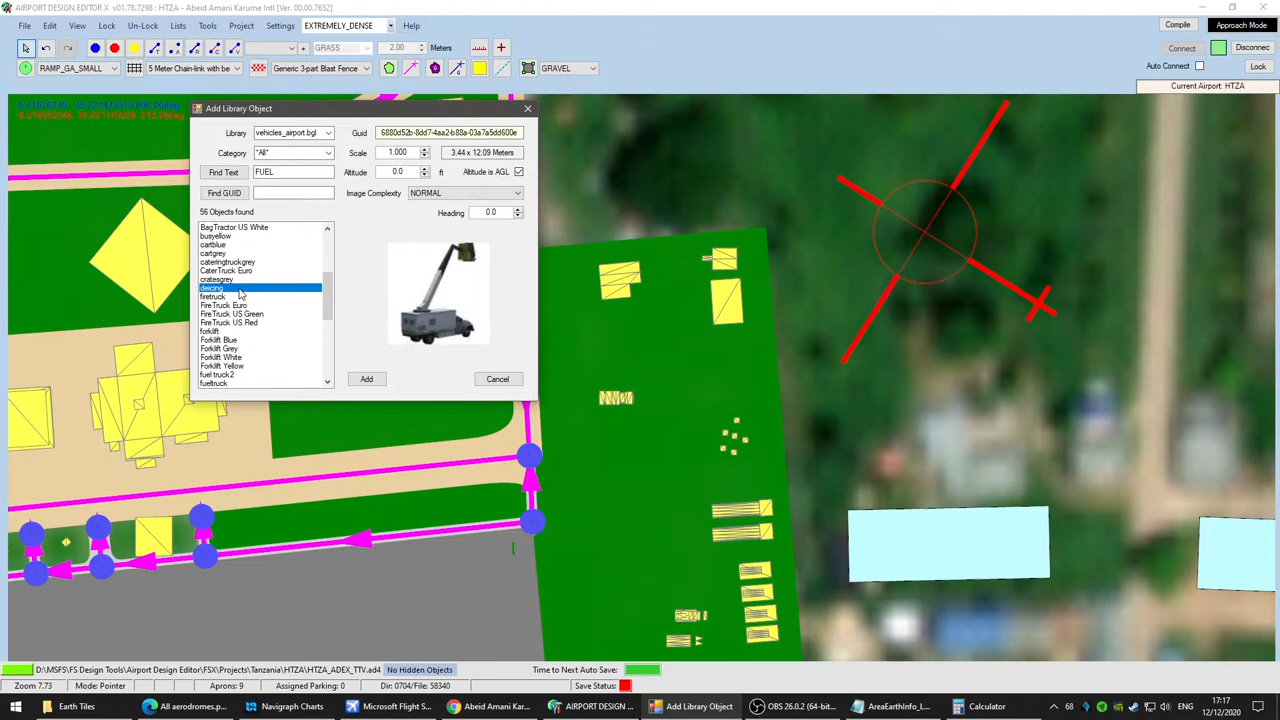 AIRPORT DESIGN EDITOR X v01.78.7298 : HTZA - Abeid Amani Karume Intl (Ver: 00.00.7652)
File Edit View Lock Un-Lock Lists Tools Project Settings EXTREMELY_DENSE Help
Compile Approach Mode
GRASS 2.00 Meters Connect Disconnect
RAMP_GA_SMALL 5 Meter Chain-link with be Generic 3-part Blast Fence GRAVEL Auto Connect Lock
Current Airport: HTZA
Add Library Object
Library vehicles_airport.bgl Guid 6880d52b-8dd7-4aa2-b88a-03a7a5dd600e
Category "All" Scale 1.000 3.44 x 12.09 Meters
Find Text FUEL Altitude 0.0 ft Altitude is AGL
Find GUID Image Complexity NORMAL
56 Objects found Heading 0.0
BagTractor US White
busyellow
cartblue
cartgrey
cateringtruckgrey
CaterTruck Euro
cratesgrey
deicing
firetruck
FireTruck Euro
FireTruck US Green
FireTruck US Red
forklift
Forklift Blue
Forklift Grey
Forklift White
Forklift Yellow
fuel truck2
fueltruck
Add Cancel
D:\MSFS\FS Design Tools\Airport Design Editor\FSX\Projects\Tanzania\HTZA\HTZA_ADEX_TTV.ad4 No Hidden Objects Time to Next Auto Save:
Zoom 7.73 Mode: Pointer Aprons: 9 Assigned Parking: 0 Dir: 0704/File: 58340 Save Status:
Earth Tiles All aerodromes.p... Navigraph Charts Microsoft Flight S... Abeid Amani Kar... AIRPORT DESIGN ... Add Library Object OBS 26.0.2 (64-bit... AreaEarthInfo_L... Calculator 68 ENG 17:17
12/12/2020